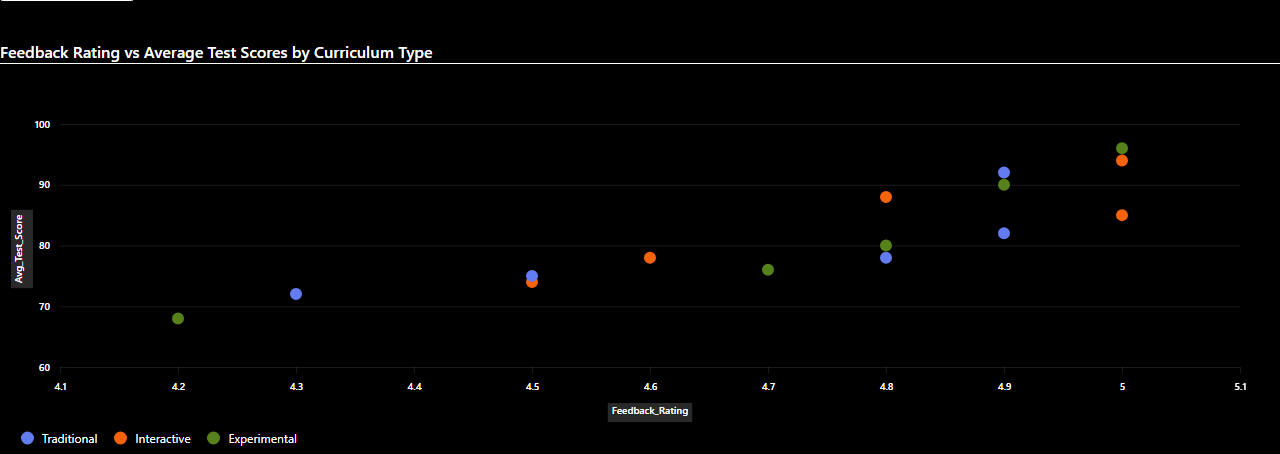 Feedback Rating vs Average Test Scores by Curriculum Type
100
90
80
70
60
Avg_Test_Score
4.1 4.2 4.3 4.4 4.5 4.6 4.7 4.8 4.9 5 5.1
Feedback_Rating
Traditional Interactive Experimental